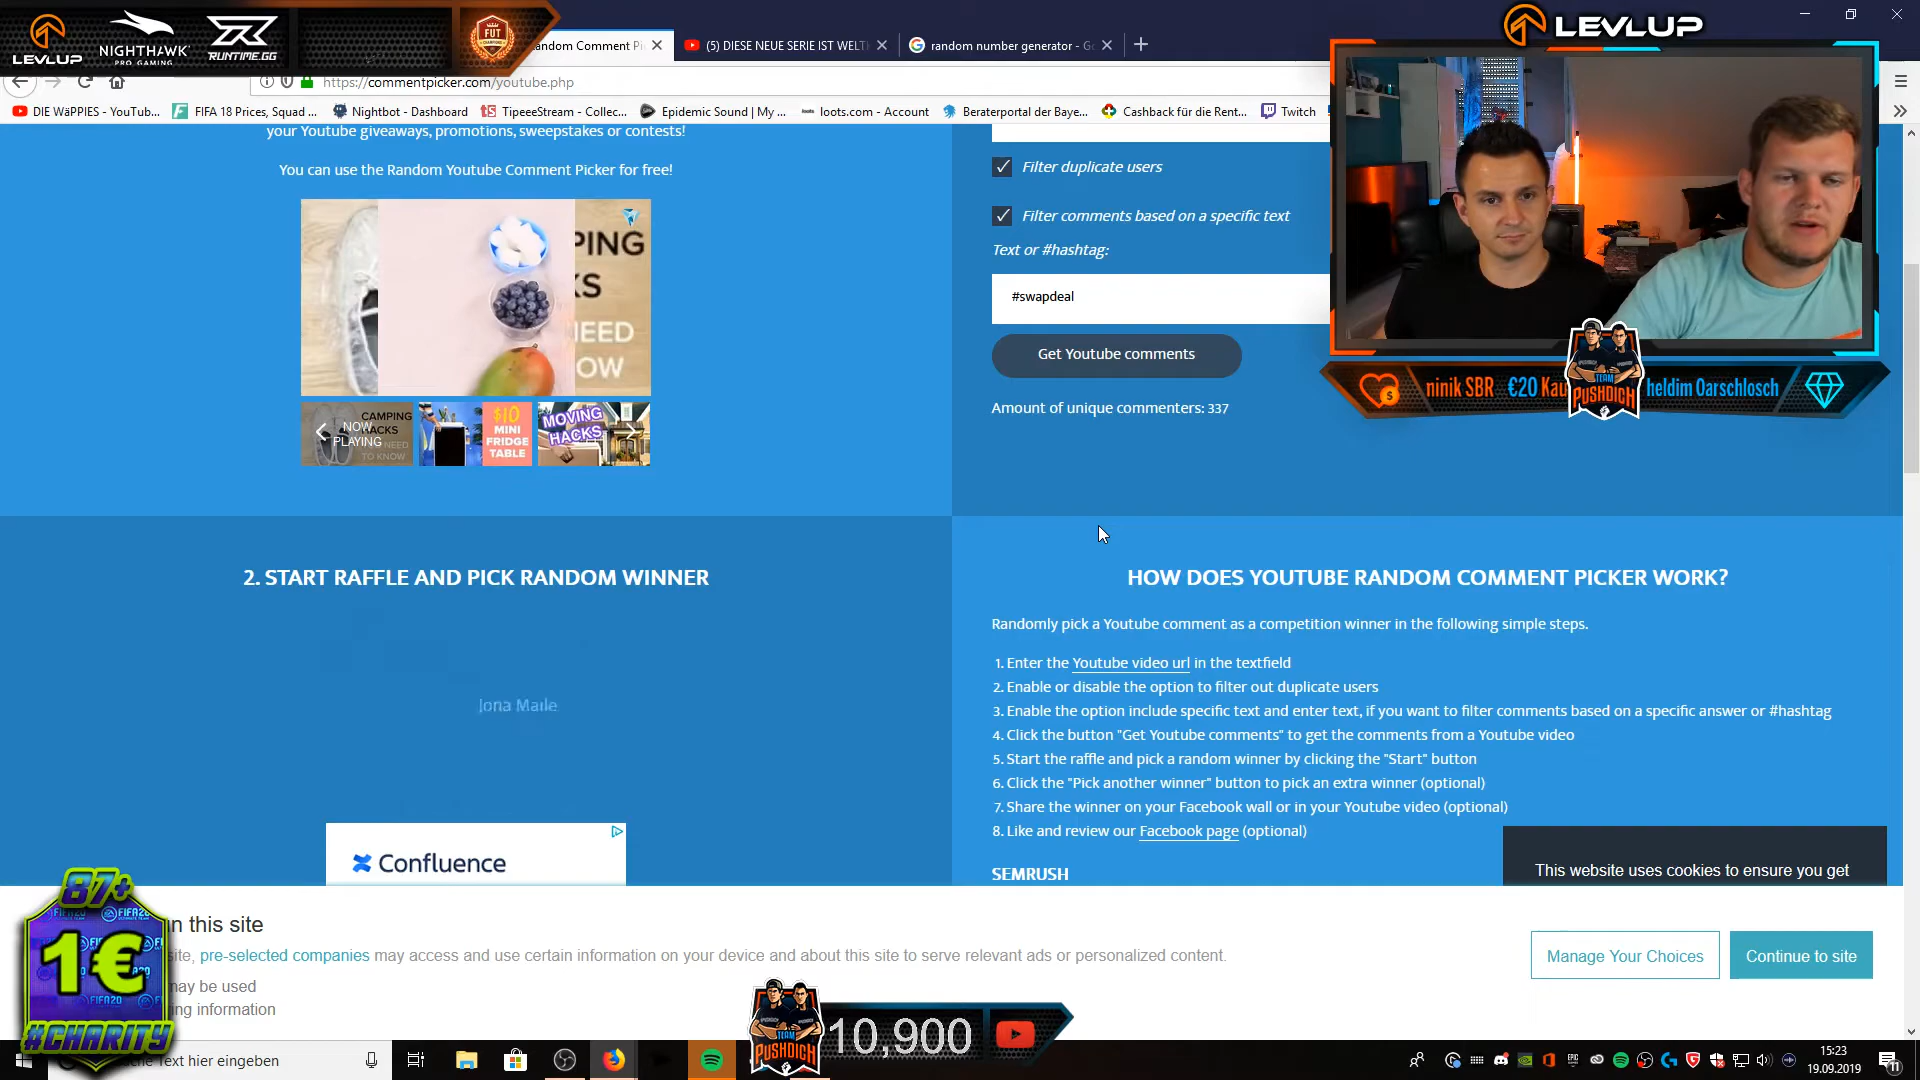 LEVLUP
NIGHTHAWK
PRO GAMING
RUNTIME.GG
FUT
andom Comment Pi
(5) DIESE NEUE SERIE IST WELT
random number generator - Go
LEVLUP
https://commentpicker.com/youtube.php
DIE WäPPIES - YouTub...
FIFA 18 Prices, Squad ...
Nightbot - Dashboard
TipeeeStream - Collec...
Epidemic Sound | My ...
loots.com - Account
Beraterportal der Baye...
Cashback für die Rent...
Twitch
your Youtube giveaways, promotions, sweepstakes or contests!
You can use the Random Youtube Comment Picker for free!
PING
KS
NEED
OW
CAMPING
HACKS
NOW
PLAYING
NEED
TO KNOW
$10
MINI
FRIDGE
TABLE
MOVING
HACKS
Filter duplicate users
Filter comments based on a specific text
Text or #hashtag:
#swapdeal
Get Youtube comments
Amount of unique commenters: 337
ninik SBR €20 Kau
heldim Oarschlosch
TEAM
PUSHDICH
2. START RAFFLE AND PICK RANDOM WINNER
Confluence
HOW DOES YOUTUBE RANDOM COMMENT PICKER WORK?
Randomly pick a Youtube comment as a competition winner in the following simple steps.
1. Enter the Youtube video url in the textfield
2. Enable or disable the option to filter out duplicate users
3. Enable the option include specific text and enter text, if you want to filter comments based on a specific answer or #hashtag
4. Click the button "Get Youtube comments" to get the comments from a Youtube video
5. Start the raffle and pick a random winner by clicking the "Start" button
6. Click the "Pick another winner" button to pick an extra winner (optional)
7. Share the winner on your Facebook wall or in your Youtube video (optional)
8. Like and review our Facebook page (optional)
SEMRUSH
This website uses cookies to ensure you get
n this site
site, pre-selected companies may access and use certain information on your device and about this site to serve relevant ads or personalized content.
may be used
ing information
Manage Your Choices
Continue to site
87+
FIFA20
1€
#CHARITY
TEAM
PUSHDICH
10,900
che Text hier eingeben
15:23
19.09.2019
11